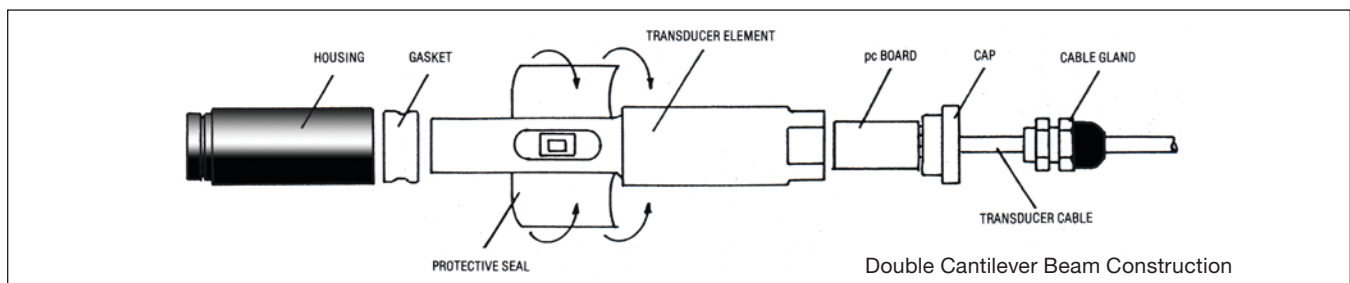 TRANSDUCER ELEMENT
HOUSING
GASKET
pc BOARD
CAP
CABLE GLAND
TRANSDUCER CABLE
PROTECTIVE SEAL
Double Cantilever Beam Construction